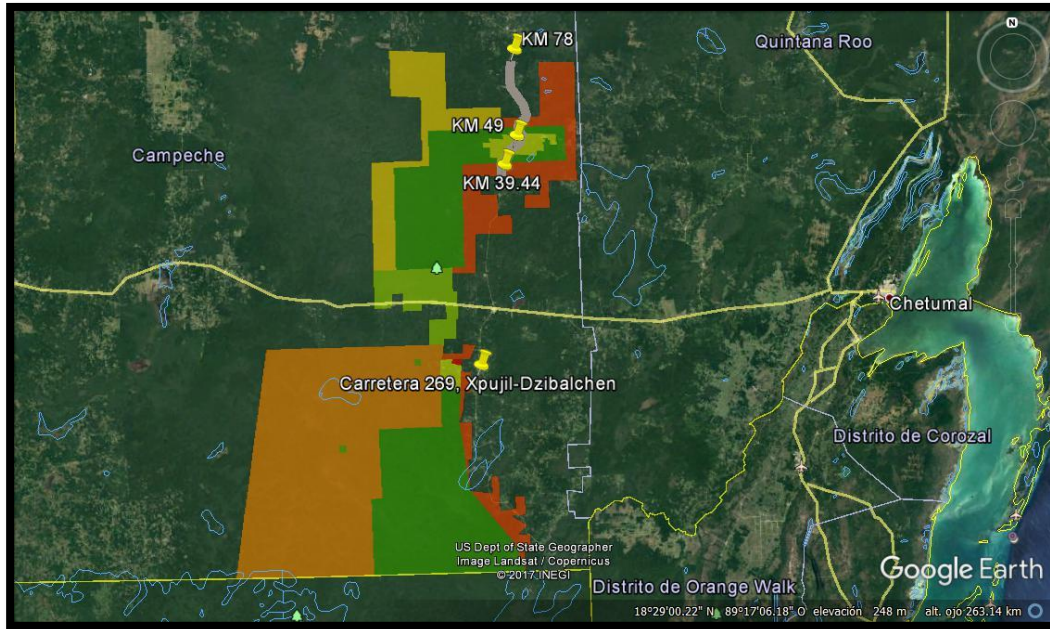 N
KM 78
Quintana Roo
KM 49
Campeche
KM 39.44
Chetumal
Carretera 269, Xpujil-Dzibalchen
Distrito de Corozal
US Dept of State Geographer
Image Landsat / Copernicus
© 2017 INEGI
Google Earth
Distrito de Orange Walk
18°29'00.22" N 89°17'06.18" O elevación 248 m alt. ojo 263.14 km